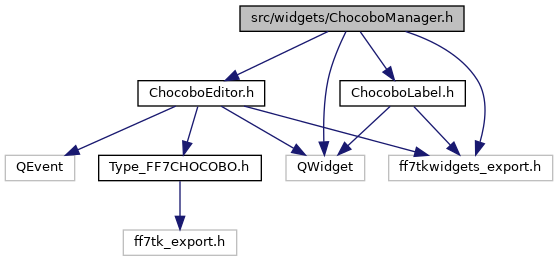 src/widgets/ChocoboManager.h
ChocoboEditor.h
ChocoboLabel.h
QEvent
Type_FF7CHOCOBO.h
QWidget
ff7tkwidgets_export.h
ff7tk_export.h